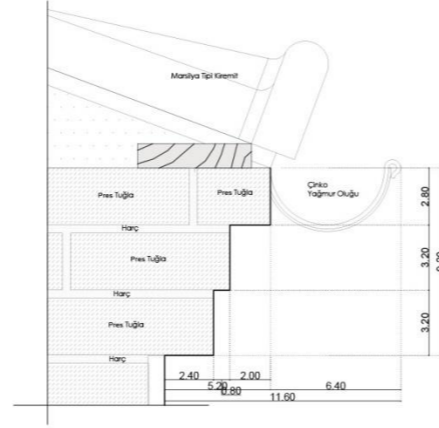 Marsilya Tipi Kiremit
Pres Tuğla
Pres Tuğla
Çinko
Yağmur Oluğu
2.80
Harç
Pres Tuğla
3.20
Harç
Pres Tuğla
3.20
Harç
2.40
2.00
5.20
6.40
0.80
11.60